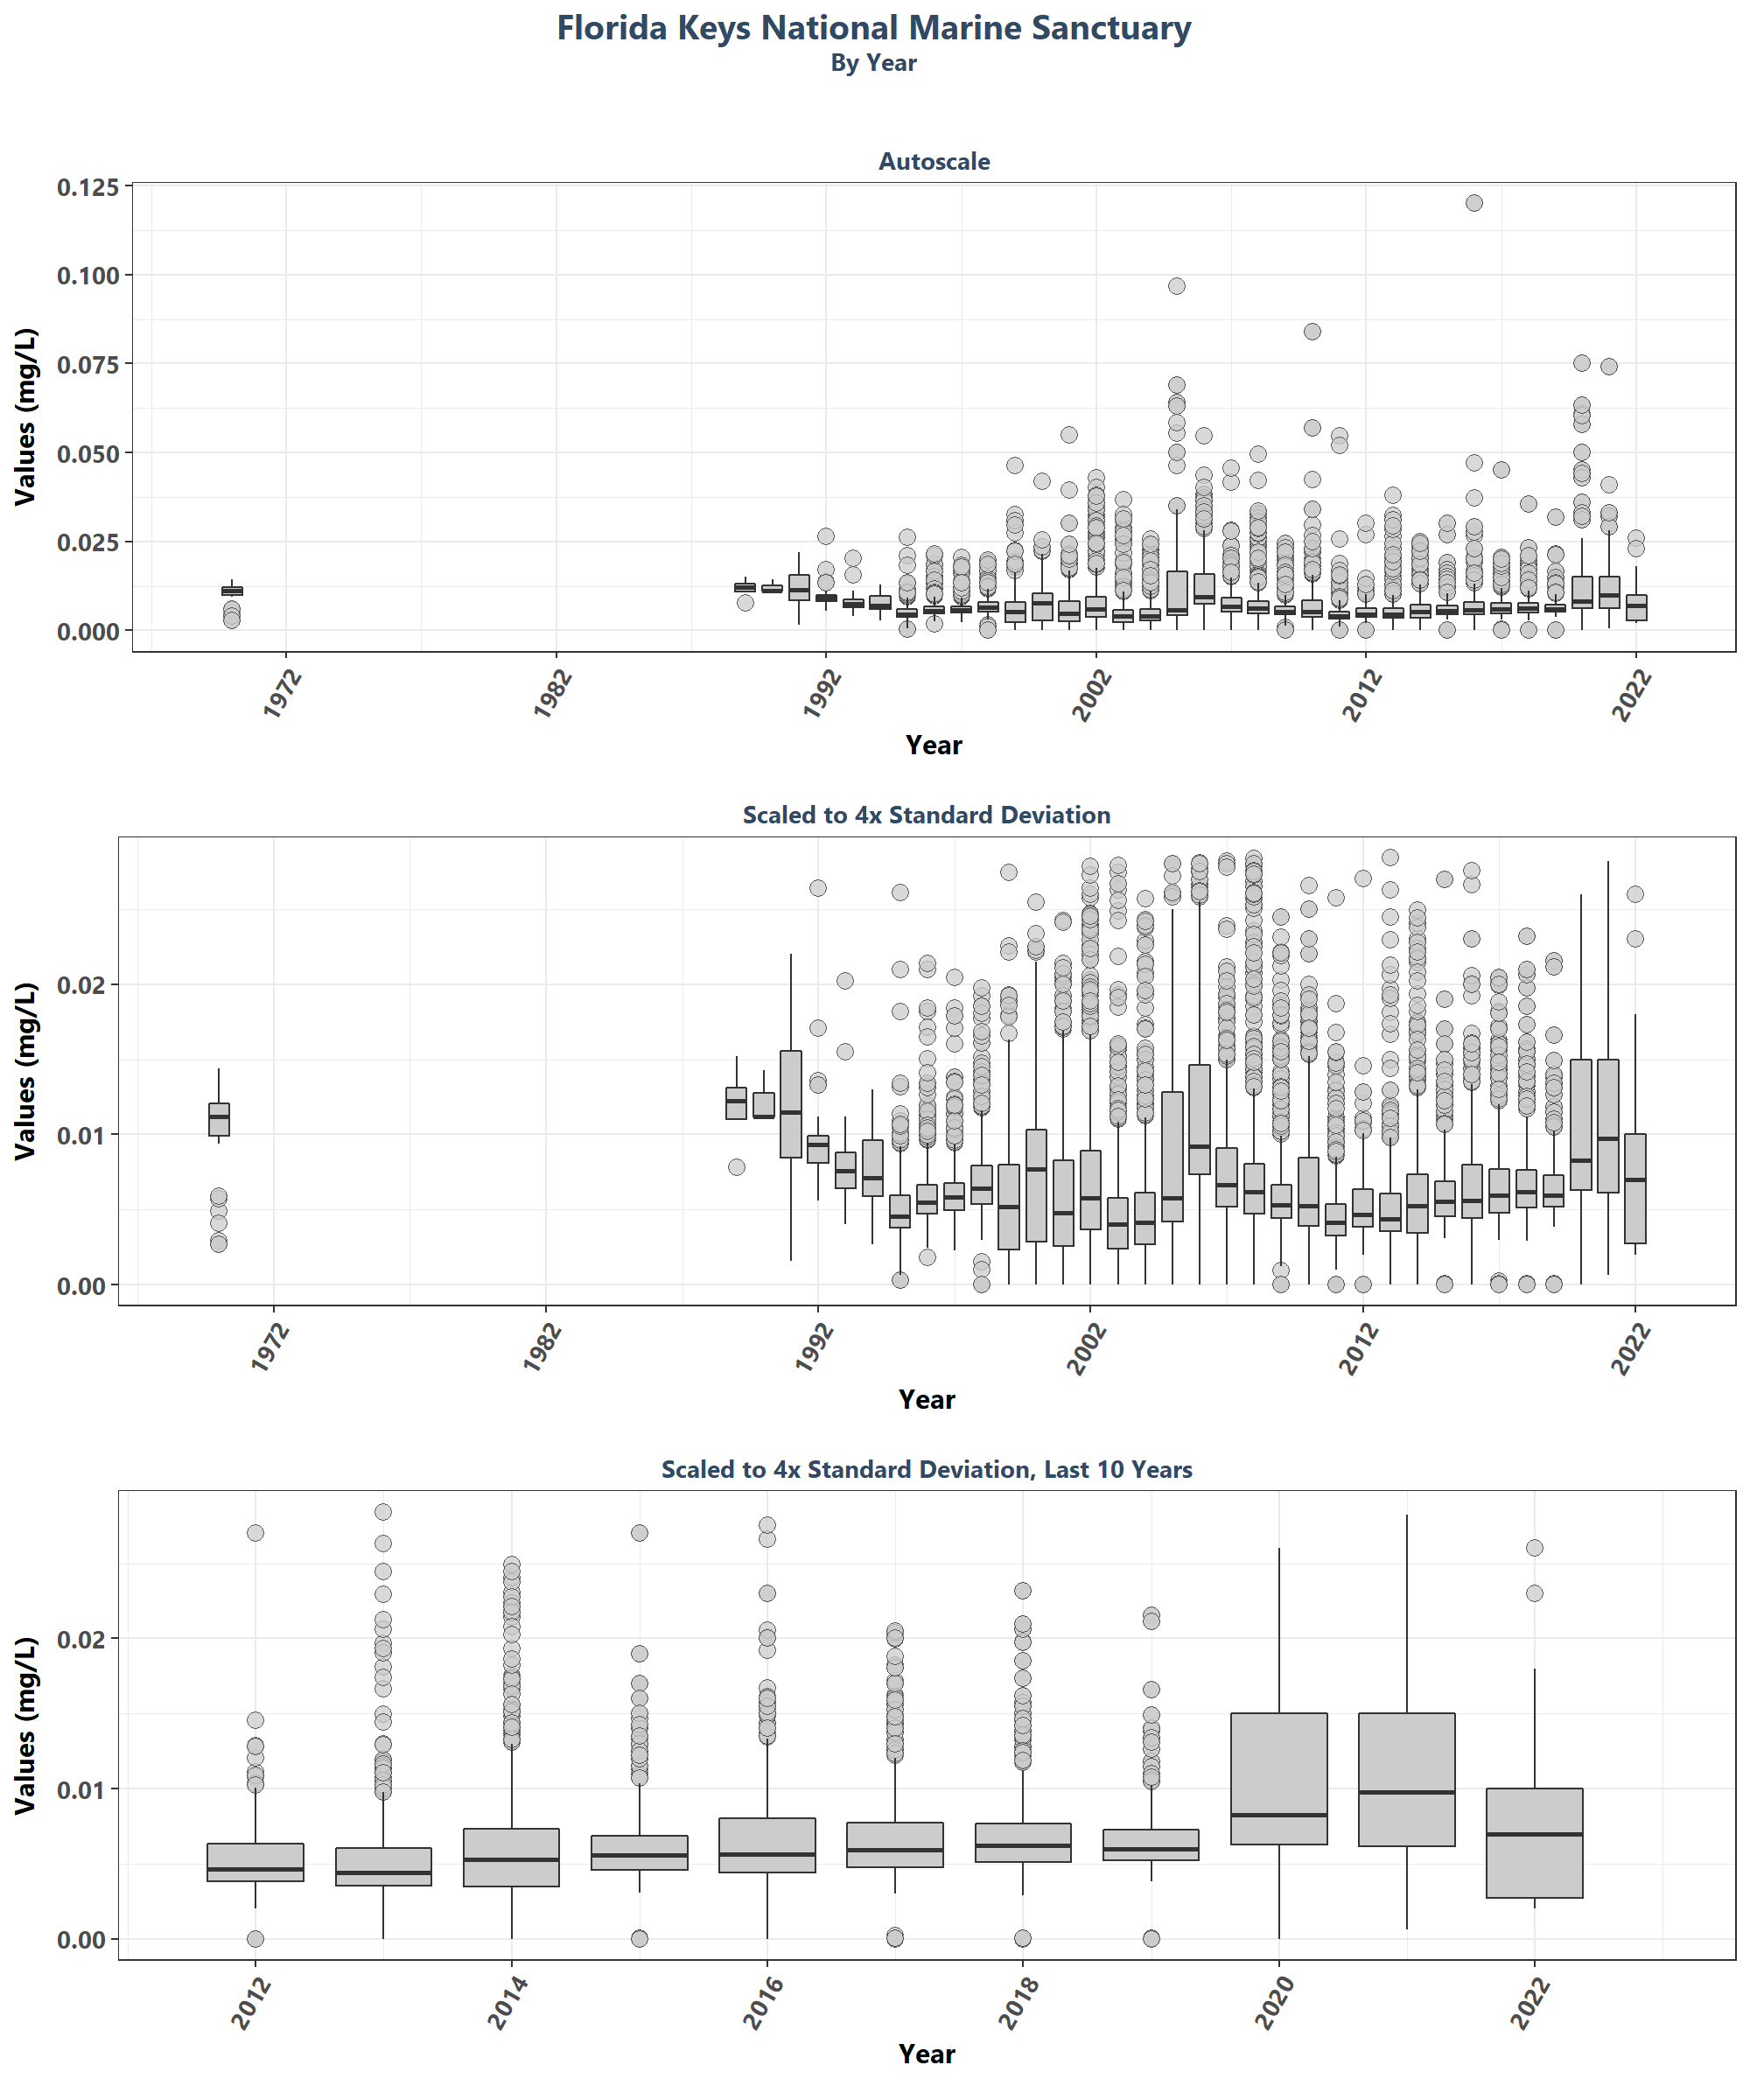 Florida Keys National Marine Sanctuary
By Year
Autoscale
Values (mg/L)
0.125
0.100
0.075
0.050
0.025
0.000
1972
1982
1992
2002
2012
2022
Year
Scaled to 4x Standard Deviation
Values (mg/L)
0.02
0.01
0.00
1972
1982
1992
2002
2012
2022
Year
Scaled to 4x Standard Deviation, Last 10 Years
Values (mg/L)
0.02
0.01
0.00
2012
2014
2016
2018
2020
2022
Year